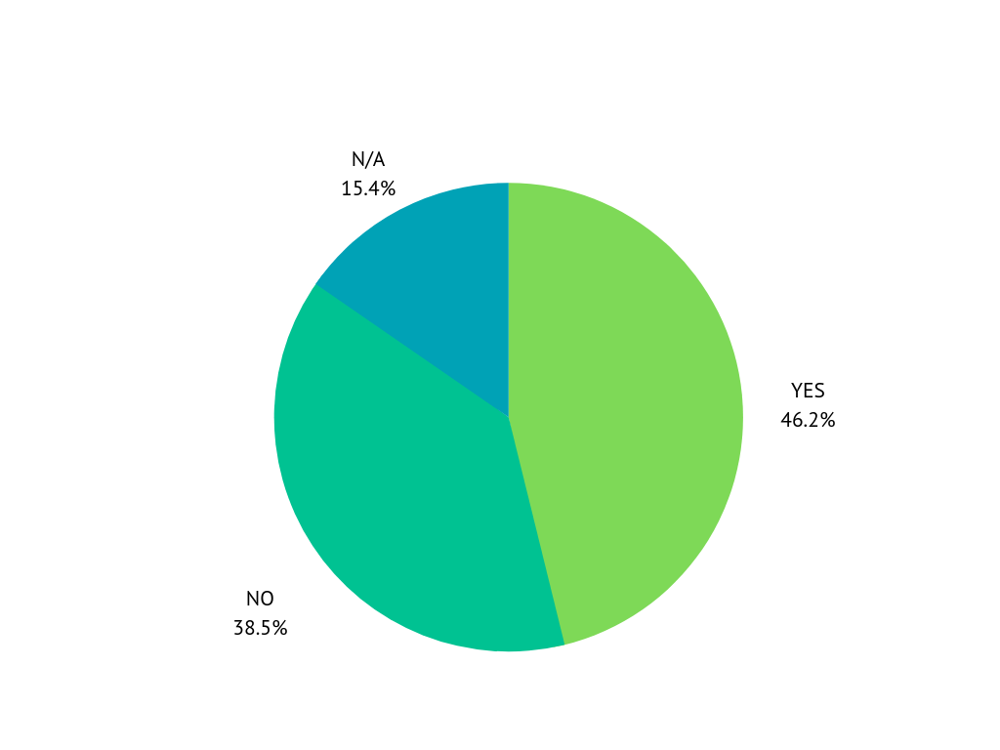 N/A
15.4%
YES
46.2%
NO
38.5%